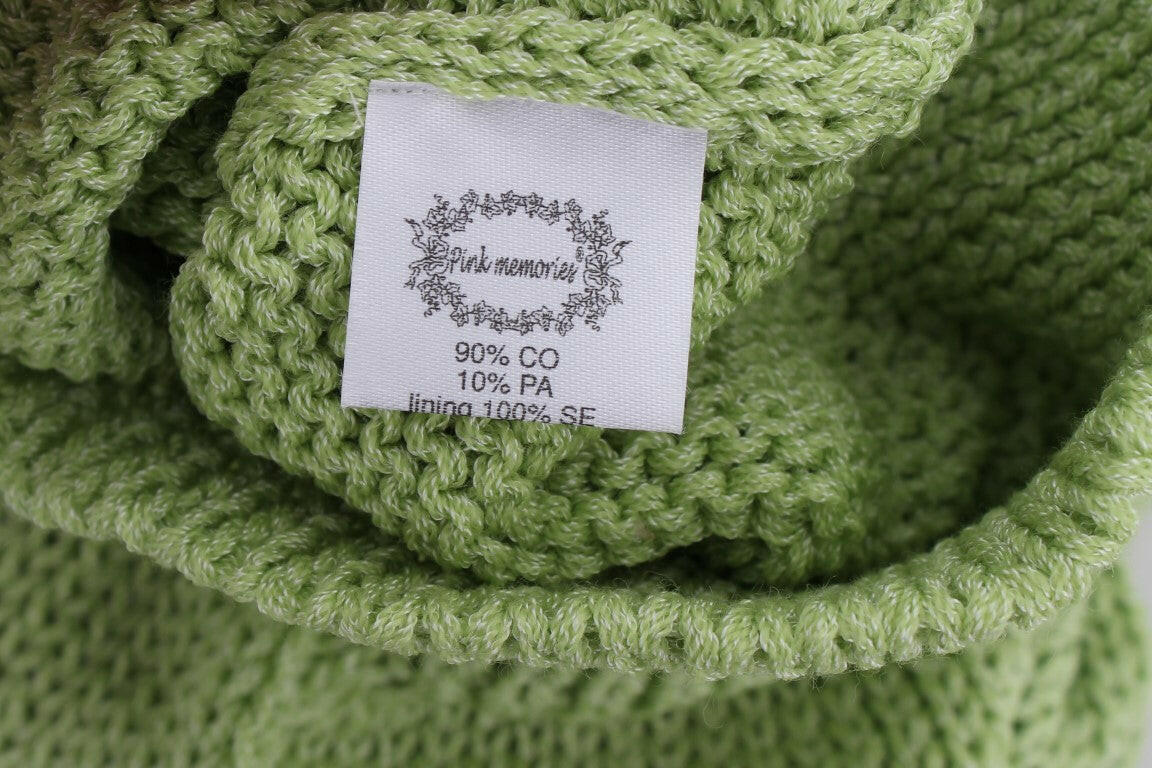 Pink memories®
90% CO
10% PA
lining 100% SE